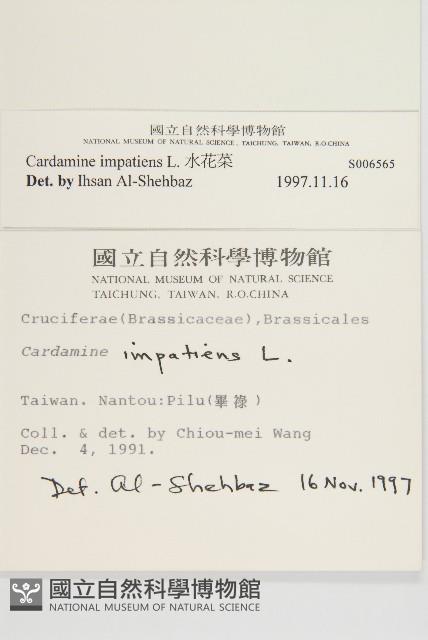 國立自然科學博物館
NATIONAL MUSEUM OF NATURAL SCIENCE, TAICHUNG, TAIWAN, R.O.CHINA
Cardamine impatiens L. 水花菜 S006565
Det. by Ihsan Al-Shehbaz 1997.11.16
國立自然科學博物館
NATIONAL MUSEUM OF NATURAL SCIENCE
TAICHUNG, TAIWAN, R.O.CHINA
Cruciferae(Brassicaceae),Brassicales
Cardamine impatiens L.
Taiwan. Nantou:Pilu(畢祿)
Coll. & det. by Chiou-mei Wang
Dec. 4, 1991.
Det. Al-Shehbaz 16 Nov. 1997
國立自然科學博物館
NATIONAL MUSEUM OF NATURAL SCIENCE